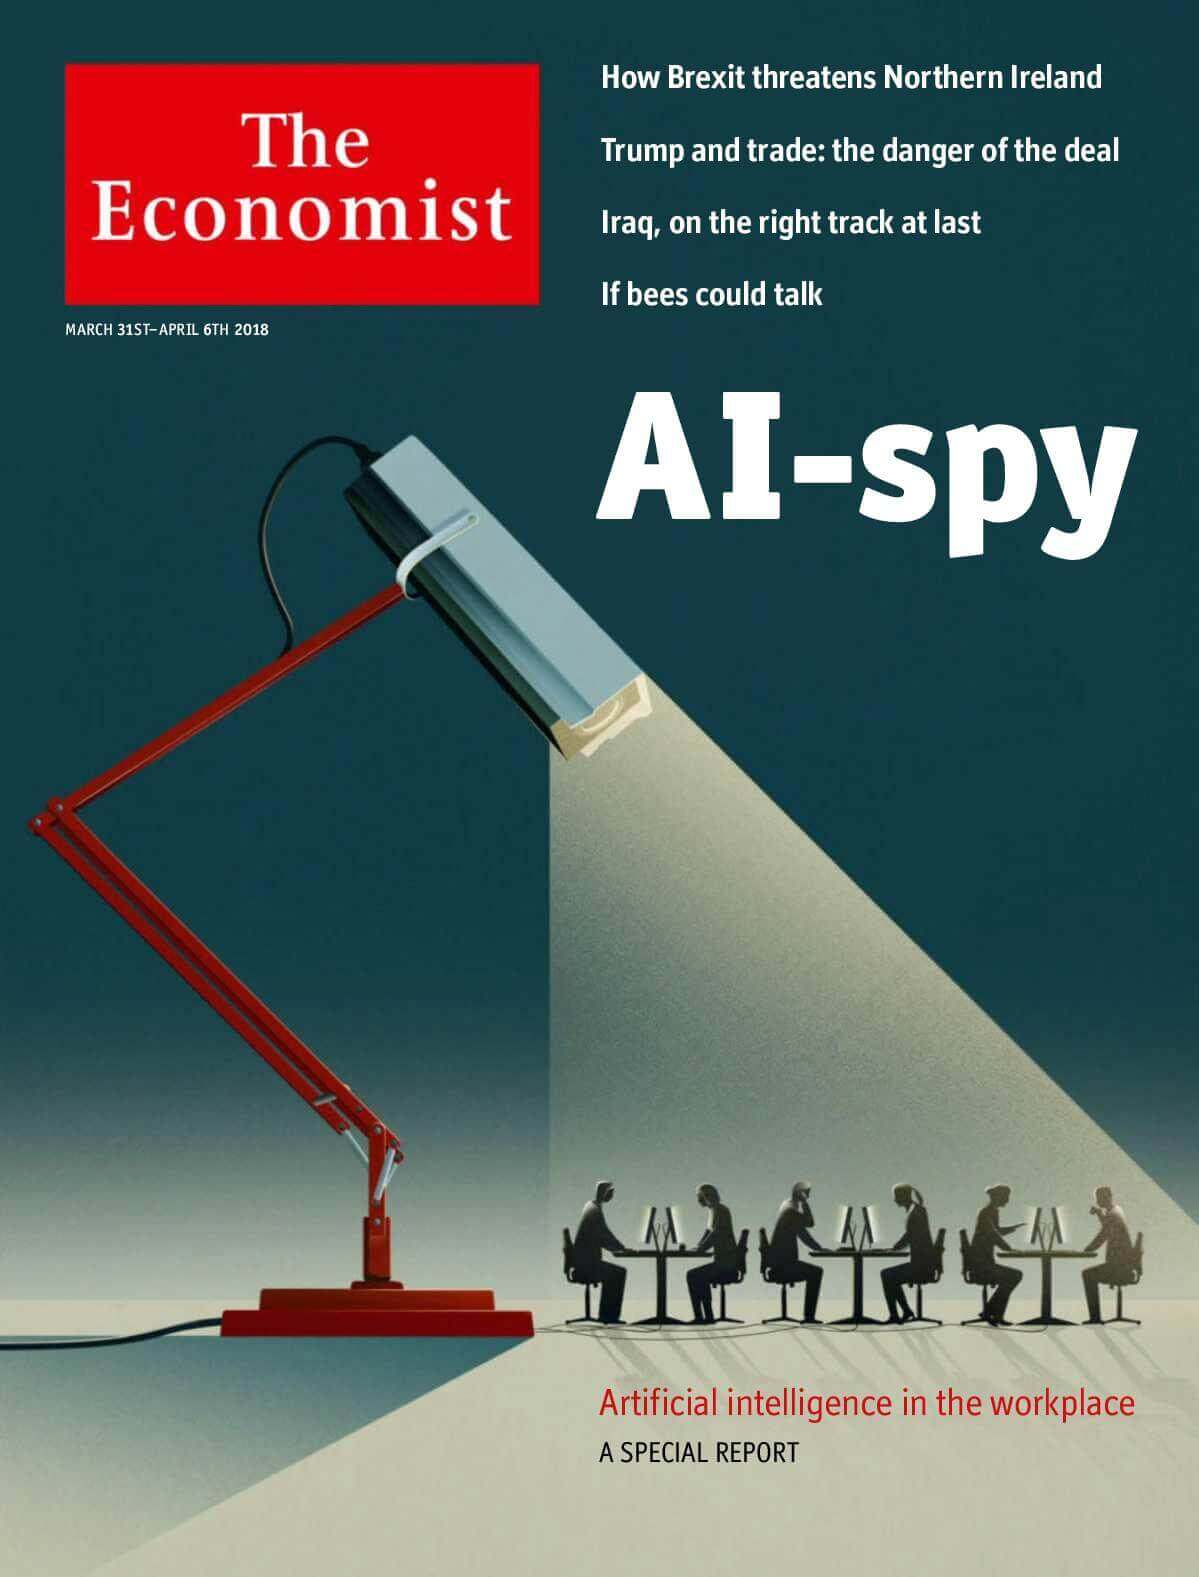 The
Economist
MARCH 31ST–APRIL 6TH 2018
How Brexit threatens Northern Ireland
Trump and trade: the danger of the deal
Iraq, on the right track at last
If bees could talk
AI-spy
Artificial intelligence in the workplace
A SPECIAL REPORT